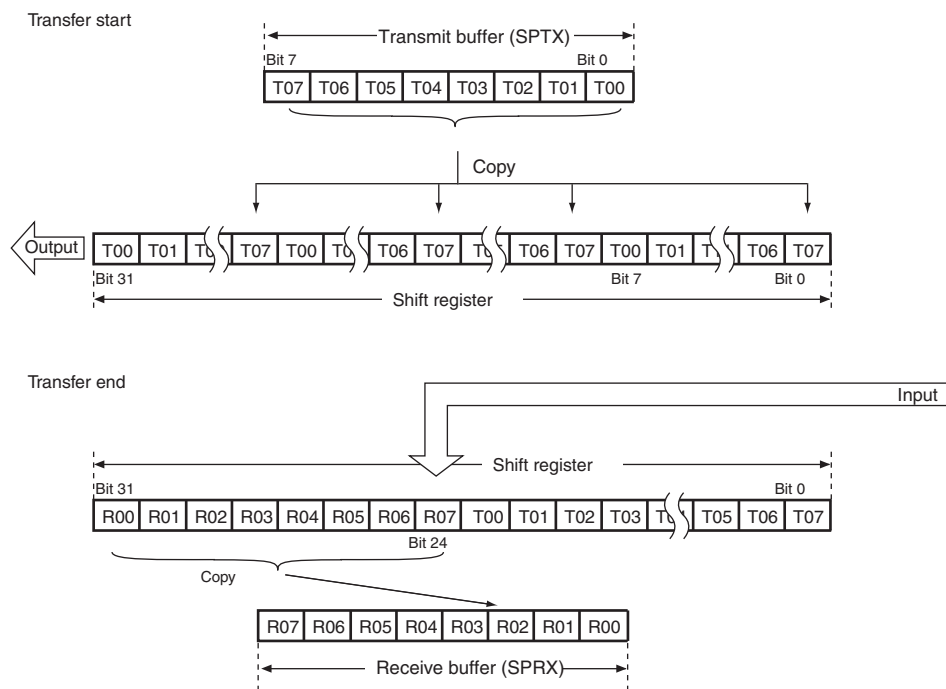 Transfer start
Transmit buffer (SPTX)
Bit 7 Bit 0
T07 T06 T05 T04 T03 T02 T01 T00
Copy
Output
T00 T01 T07 T00 T06 T07 T06 T07 T00 T01 T06 T07
Bit 31 Bit 7 Bit 0
Shift register
Transfer end
Input
Shift register
Bit 31 Bit 0
R00 R01 R02 R03 R04 R05 R06 R07 T00 T01 T02 T03 T05 T06 T07
Bit 24
Copy
R07 R06 R05 R04 R03 R02 R01 R00
Receive buffer (SPRX)